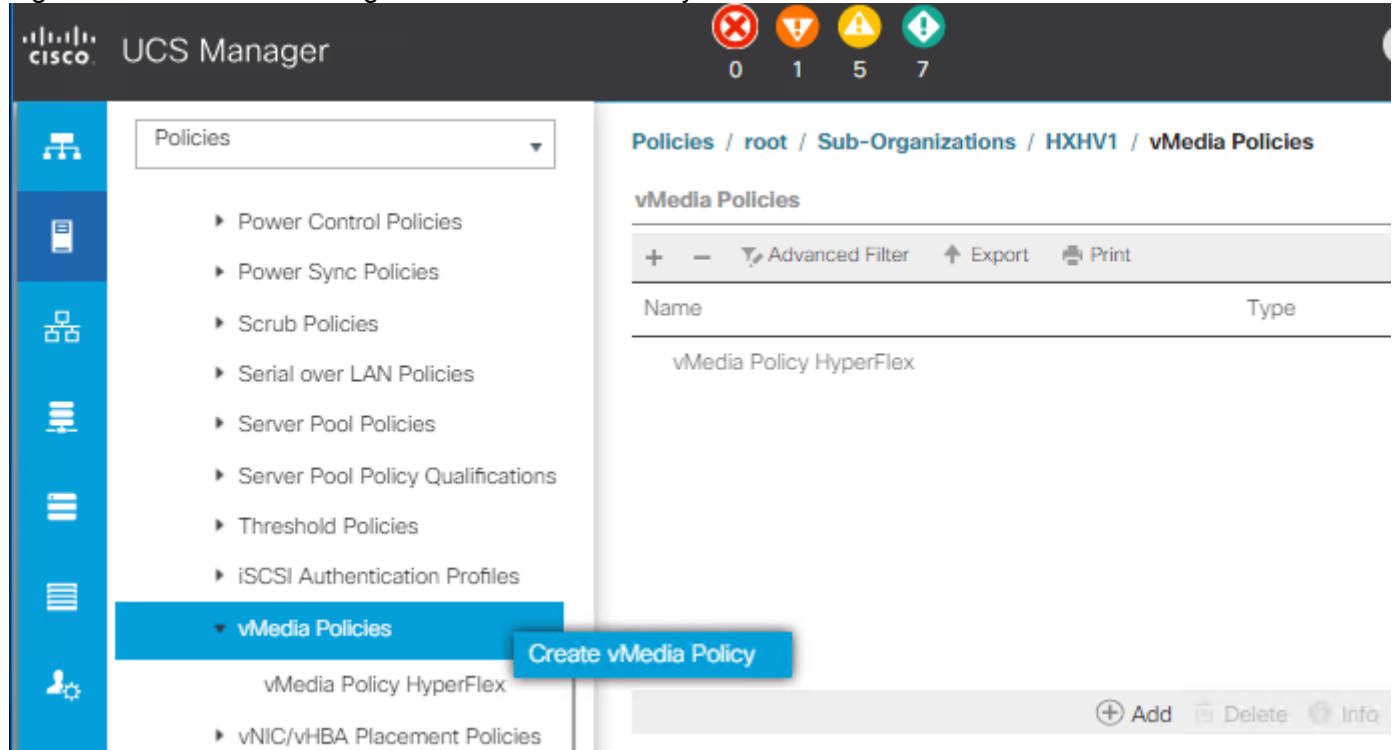 cisco UCS Manager
0 1 5 7
Policies
Power Control Policies
Power Sync Policies
Scrub Policies
Serial over LAN Policies
Server Pool Policies
Server Pool Policy Qualifications
Threshold Policies
iSCSI Authentication Profiles
vMedia Policies
Create vMedia Policy
vMedia Policy HyperFlex
vNIC/vHBA Placement Policies
Policies / root / Sub-Organizations / HXHV1 / vMedia Policies
vMedia Policies
+ − Advanced Filter Export Print
Name Type
vMedia Policy HyperFlex
Add Delete Info